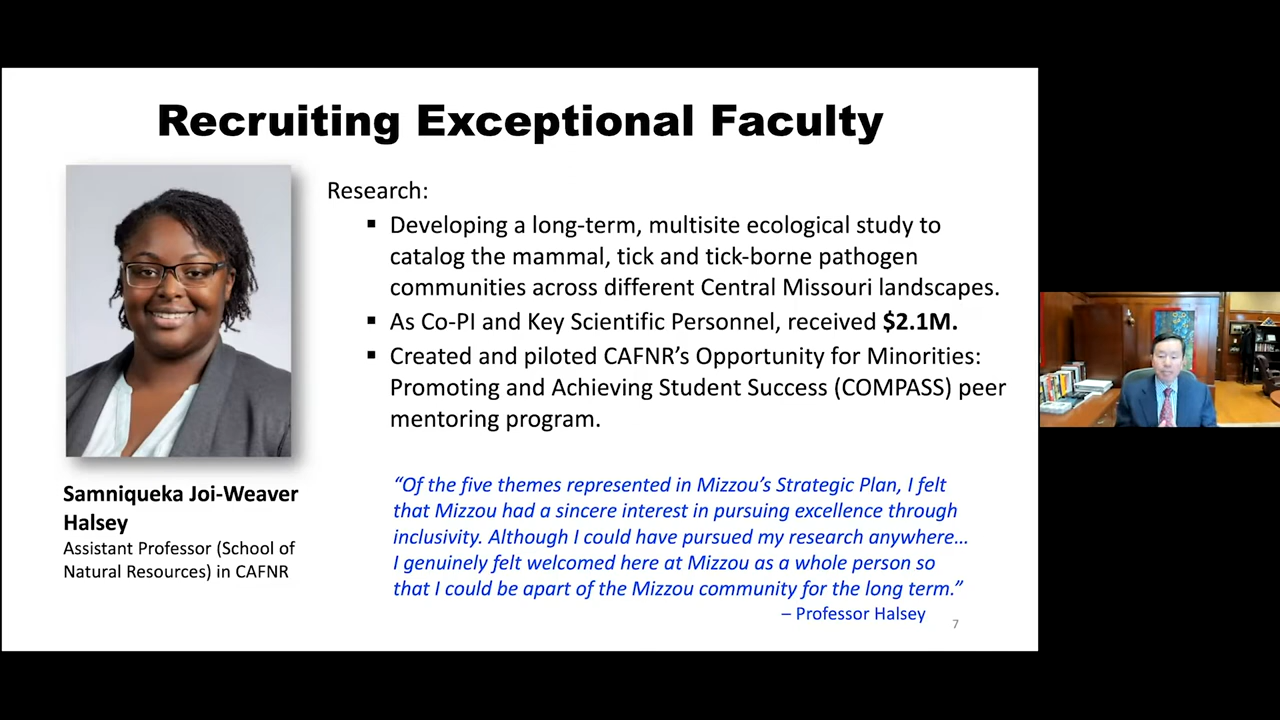 Recruiting Exceptional Faculty
Research:
▪ Developing a long-term, multisite ecological study to
catalog the mammal, tick and tick-borne pathogen
communities across different Central Missouri landscapes.
▪ As Co-PI and Key Scientific Personnel, received $2.1M.
▪ Created and piloted CAFNR’s Opportunity for Minorities:
Promoting and Achieving Student Success (COMPASS) peer
mentoring program.
Samniqueka Joi-Weaver
Halsey
Assistant Professor (School of
Natural Resources) in CAFNR
“Of the five themes represented in Mizzou’s Strategic Plan, I felt
that Mizzou had a sincere interest in pursuing excellence through
inclusivity. Although I could have pursued my research anywhere…
I genuinely felt welcomed here at Mizzou as a whole person so
that I could be apart of the Mizzou community for the long term.”
– Professor Halsey
7